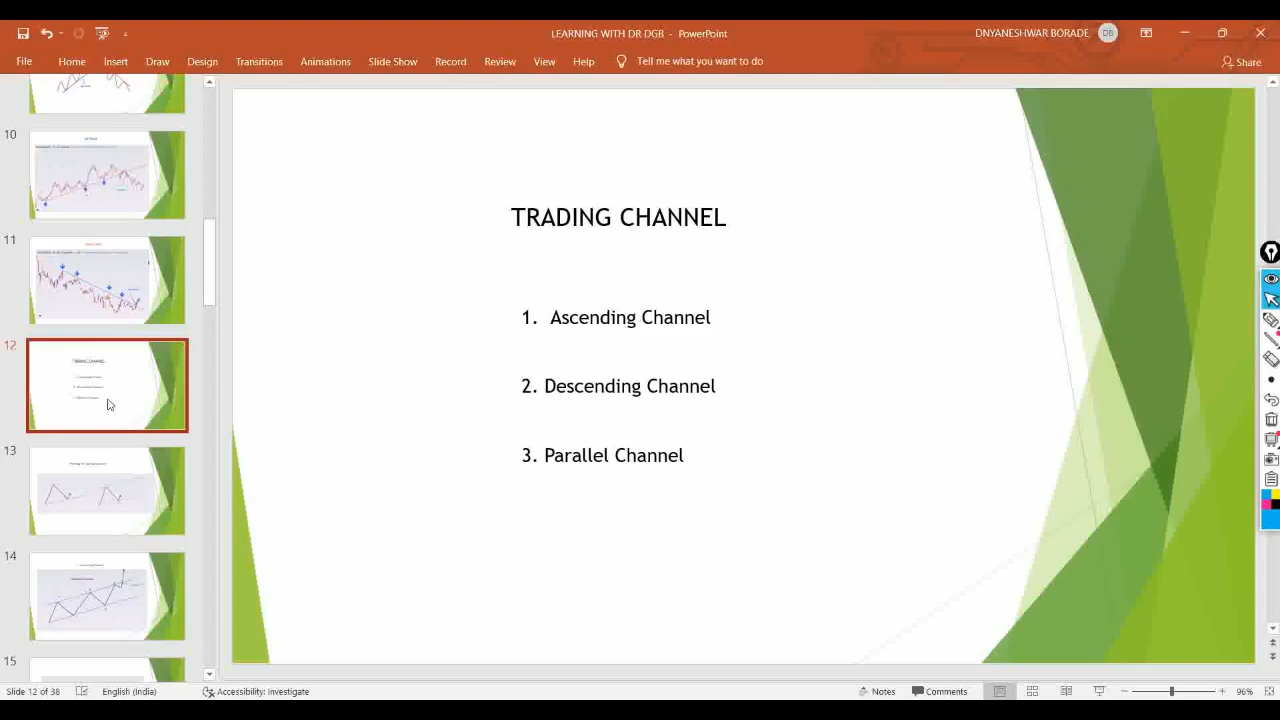 LEARNING WITH DR DGB - PowerPoint
DNYANESHWAR BORADE DB
File Home Insert Draw Design Transitions Animations Slide Show Record Review View Help Tell me what you want to do Share
10
11
12
13
14
15
TRADING CHANNEL
1. Ascending Channel
2. Descending Channel
3. Parallel Channel
Slide 12 of 38 English (India) Accessibility: Investigate Notes Comments 96%